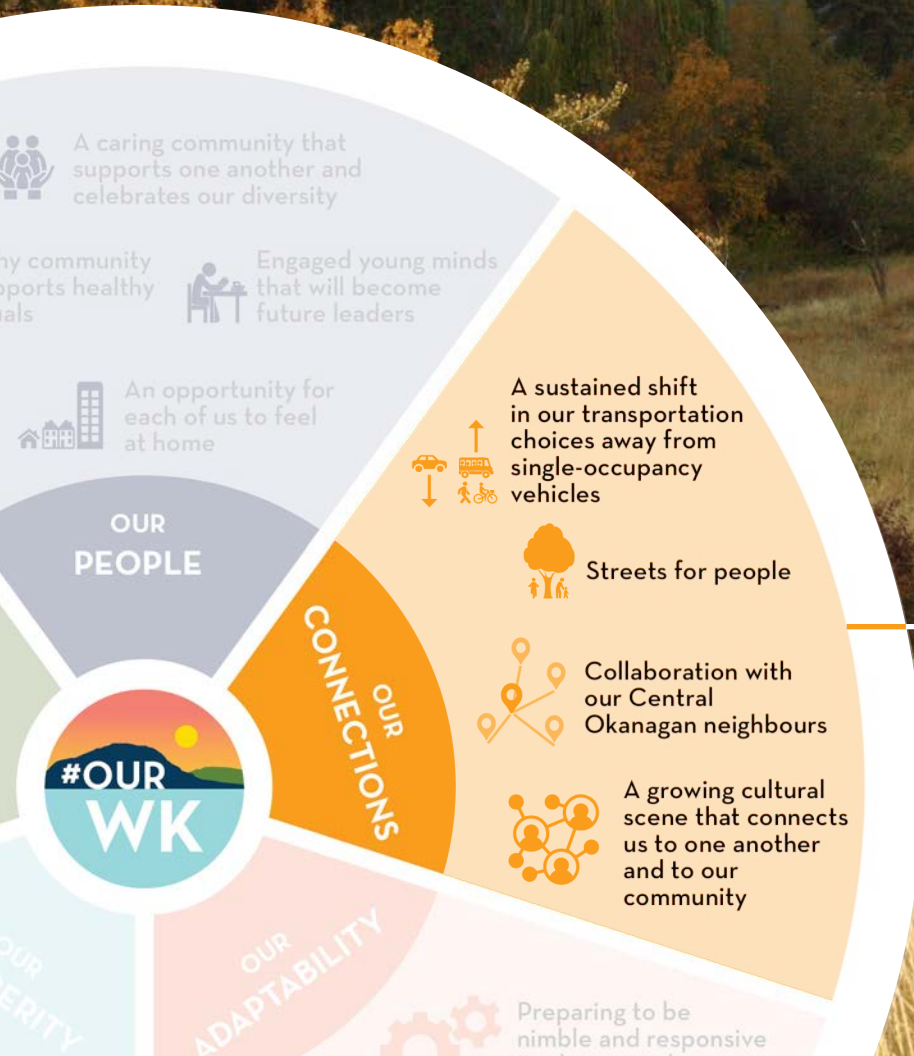 A caring community that
supports one another and
celebrates our diversity
community
healthy
Engaged young minds
that will become
future leaders
An opportunity for
each of us to feel
at home
OUR
PEOPLE
A sustained shift
in our transportation
choices away from
single-occupancy
vehicles
Streets for people
Collaboration with
our Central
Okanagan neighbours
A growing cultural
scene that connects
us to one another
and to our
community
OUR
CONNECTIONS
#OUR
WK
OUR
OUR
ADAPTABILITY
Preparing to be
nimble and responsive